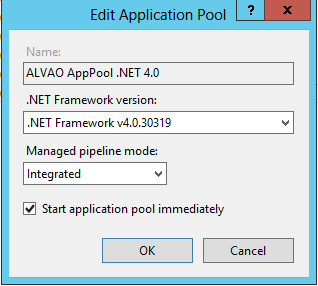 Edit Application Pool
?
x
Name:
ALVAO AppPool .NET 4.0
.NET Framework version:
.NET Framework v4.0.30319
Managed pipeline mode:
Integrated
Start application pool immediately
OK
Cancel